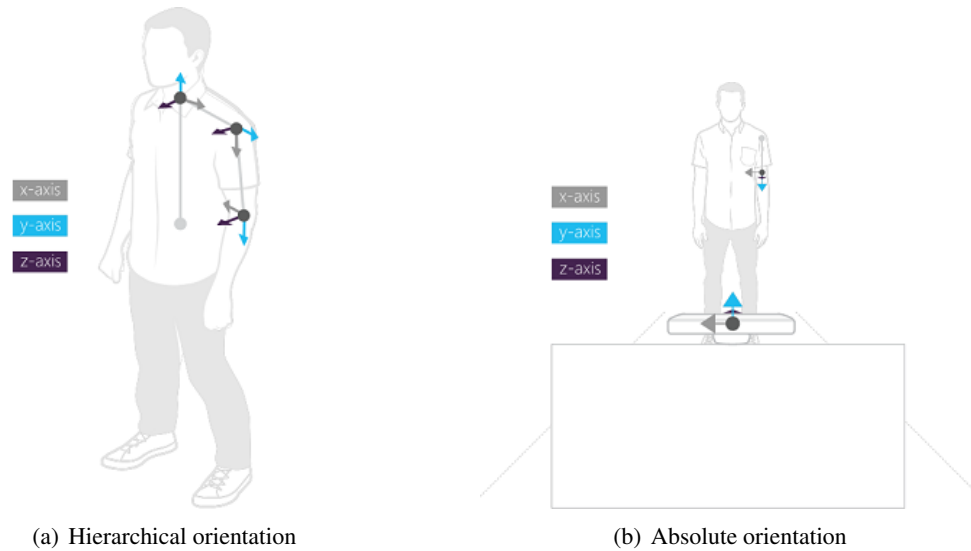 x-axis
y-axis
z-axis
x-axis
y-axis
z-axis
(a) Hierarchical orientation
(b) Absolute orientation